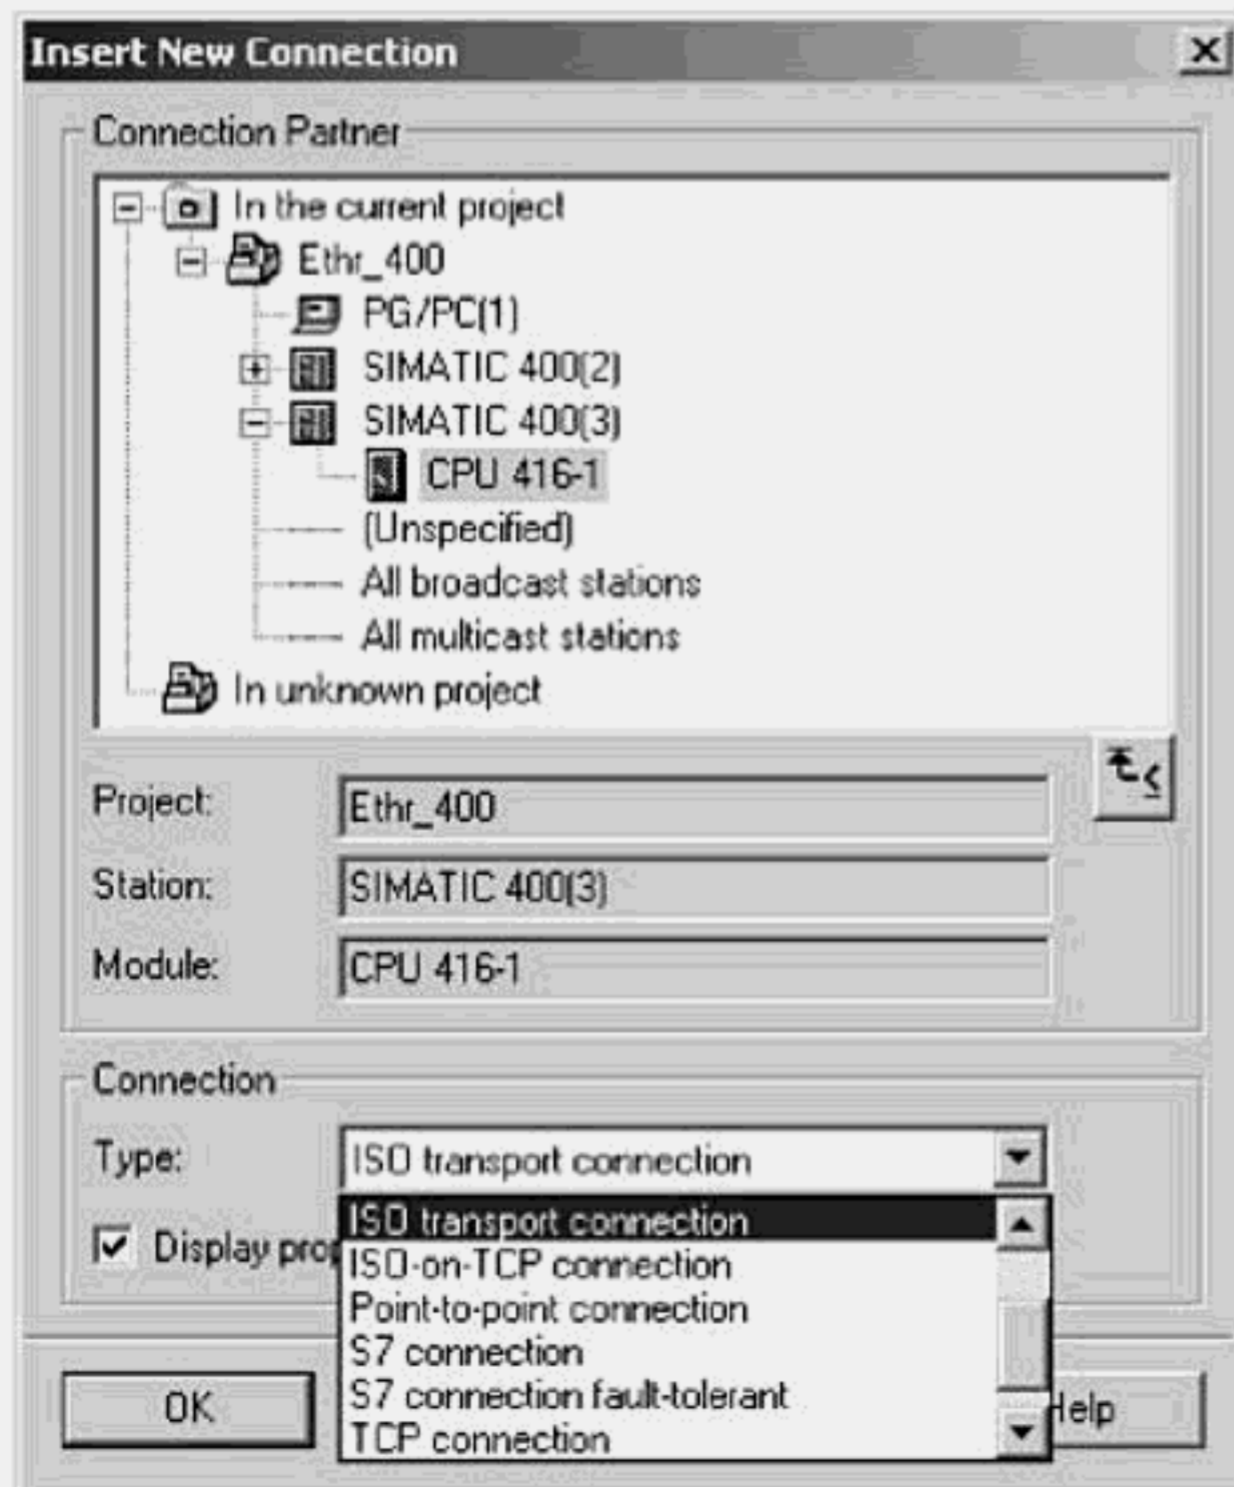 Insert New Connection
Connection Partner
In the current project
Ethr_400
PG/PC(1)
SIMATIC 400(2)
SIMATIC 400(3)
CPU 416-1
(Unspecified)
All broadcast stations
All multicast stations
In unknown project
Project: Ethr_400
Station: SIMATIC 400(3)
Module: CPU 416-1
Connection
Type: ISO transport connection
ISO transport connection
Display pro
ISO-on-TCP connection
Point-to-point connection
S7 connection
S7 connection fault-tolerant
OK
Help
TCP connection